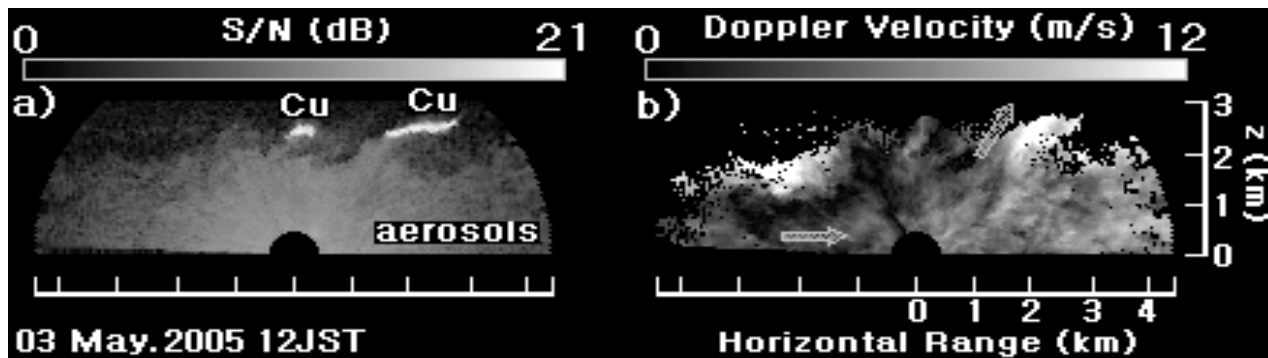 S/N (dB)
0 21
a)
Cu Cu
aerosols
03 May.2005 12JST
Doppler Velocity (m/s)
0 12
b)
3
2
1
0
z (km)
0 1 2 3 4
Horizontal Range (km)